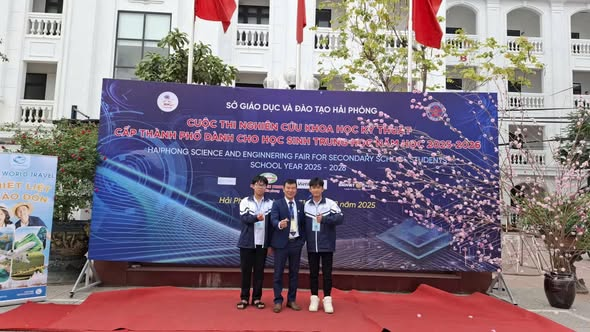 SỞ GIÁO DỤC VÀ ĐÀO TẠO HẢI PHÒNG
CUỘC THI NGHIÊN CỨU KHOA HỌC KỸ THUẬT
CẤP THÀNH PHỐ DÀNH CHO HỌC SINH TRUNG HỌC NĂM HỌC 2025-2026
HAIPHONG SCIENCE AND ENGINNERING FAIR FOR SECONDARY SCHOOL STUDENTS
SCHOOL YEAR 2025 - 2026
Hải 2025
WORLD TRAVEL